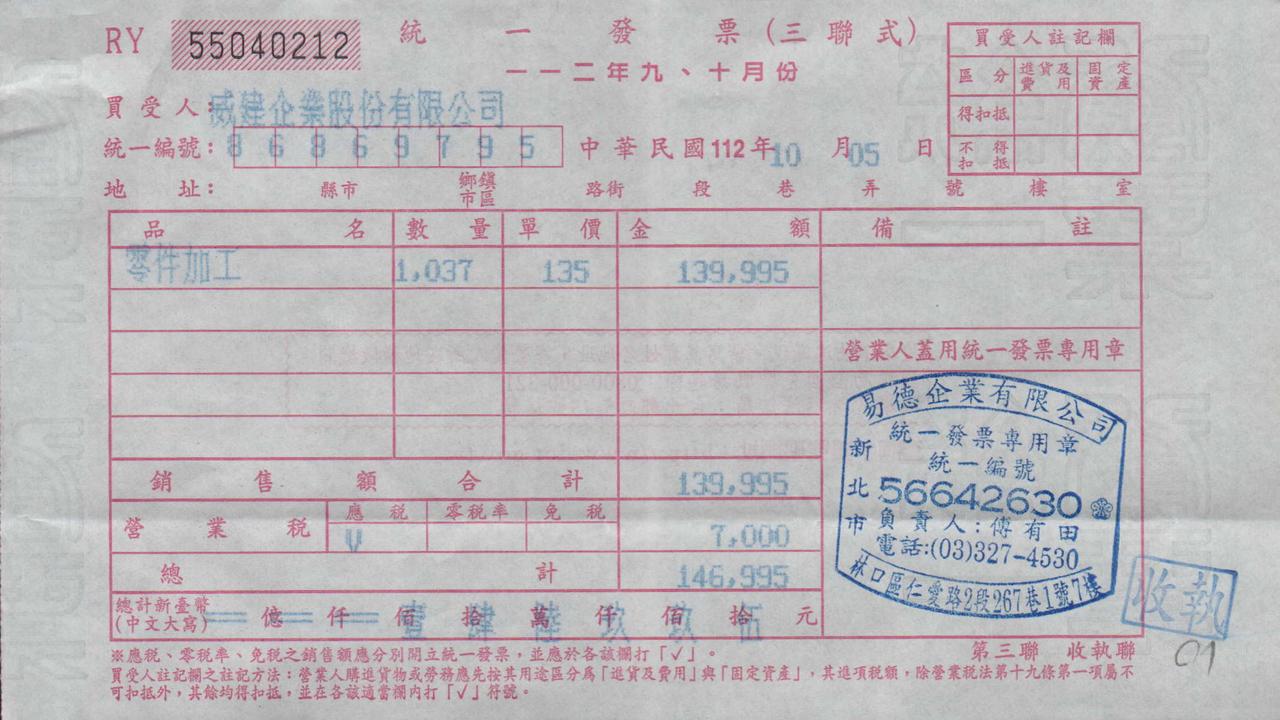 RY 55040212 統一發票(三聯式)
一一二年九、十月份
買受人:威建企業股份有限公司
統一編號:86869795 中華民國112年10月05日
地址: 縣市 鄉鎮市區 路街 段 巷 弄 號 樓 室
買受人註記欄
區分 進貨及費用 固定資產
得扣抵
不得扣抵
品名 數量 單價 金額 備註
零件加工 1,037 135 139,995
營業人蓋用統一發票專用章
銷售額合計 139,995
營業稅 應稅 零稅率 免稅
V 7,000
總計 146,995
總計新臺幣(中文大寫) = = = 億 = 仟 = 佰 壹 拾 肆 萬 陸 仟 玖 佰 玖 拾 伍 元
易德企業有限公司
統一發票專用章
統一編號
56642630
負責人:傅有田
電話:(03)327-4530
新北市
林口區仁愛路2段267巷1號7樓
收執
01
第三聯 收執聯
※應稅、零稅率、免稅之銷售額應分別開立統一發票，並應於各該欄打「✓」。
買受人註記欄之註記方法：營業人購進貨物或勞務應先按其用途區分為「進貨及費用」與「固定資產」，其進項稅額，除營業稅法第十九條第一項屬不
可扣抵外，其餘均得扣抵，並在各該適當欄內打「✓」符號。